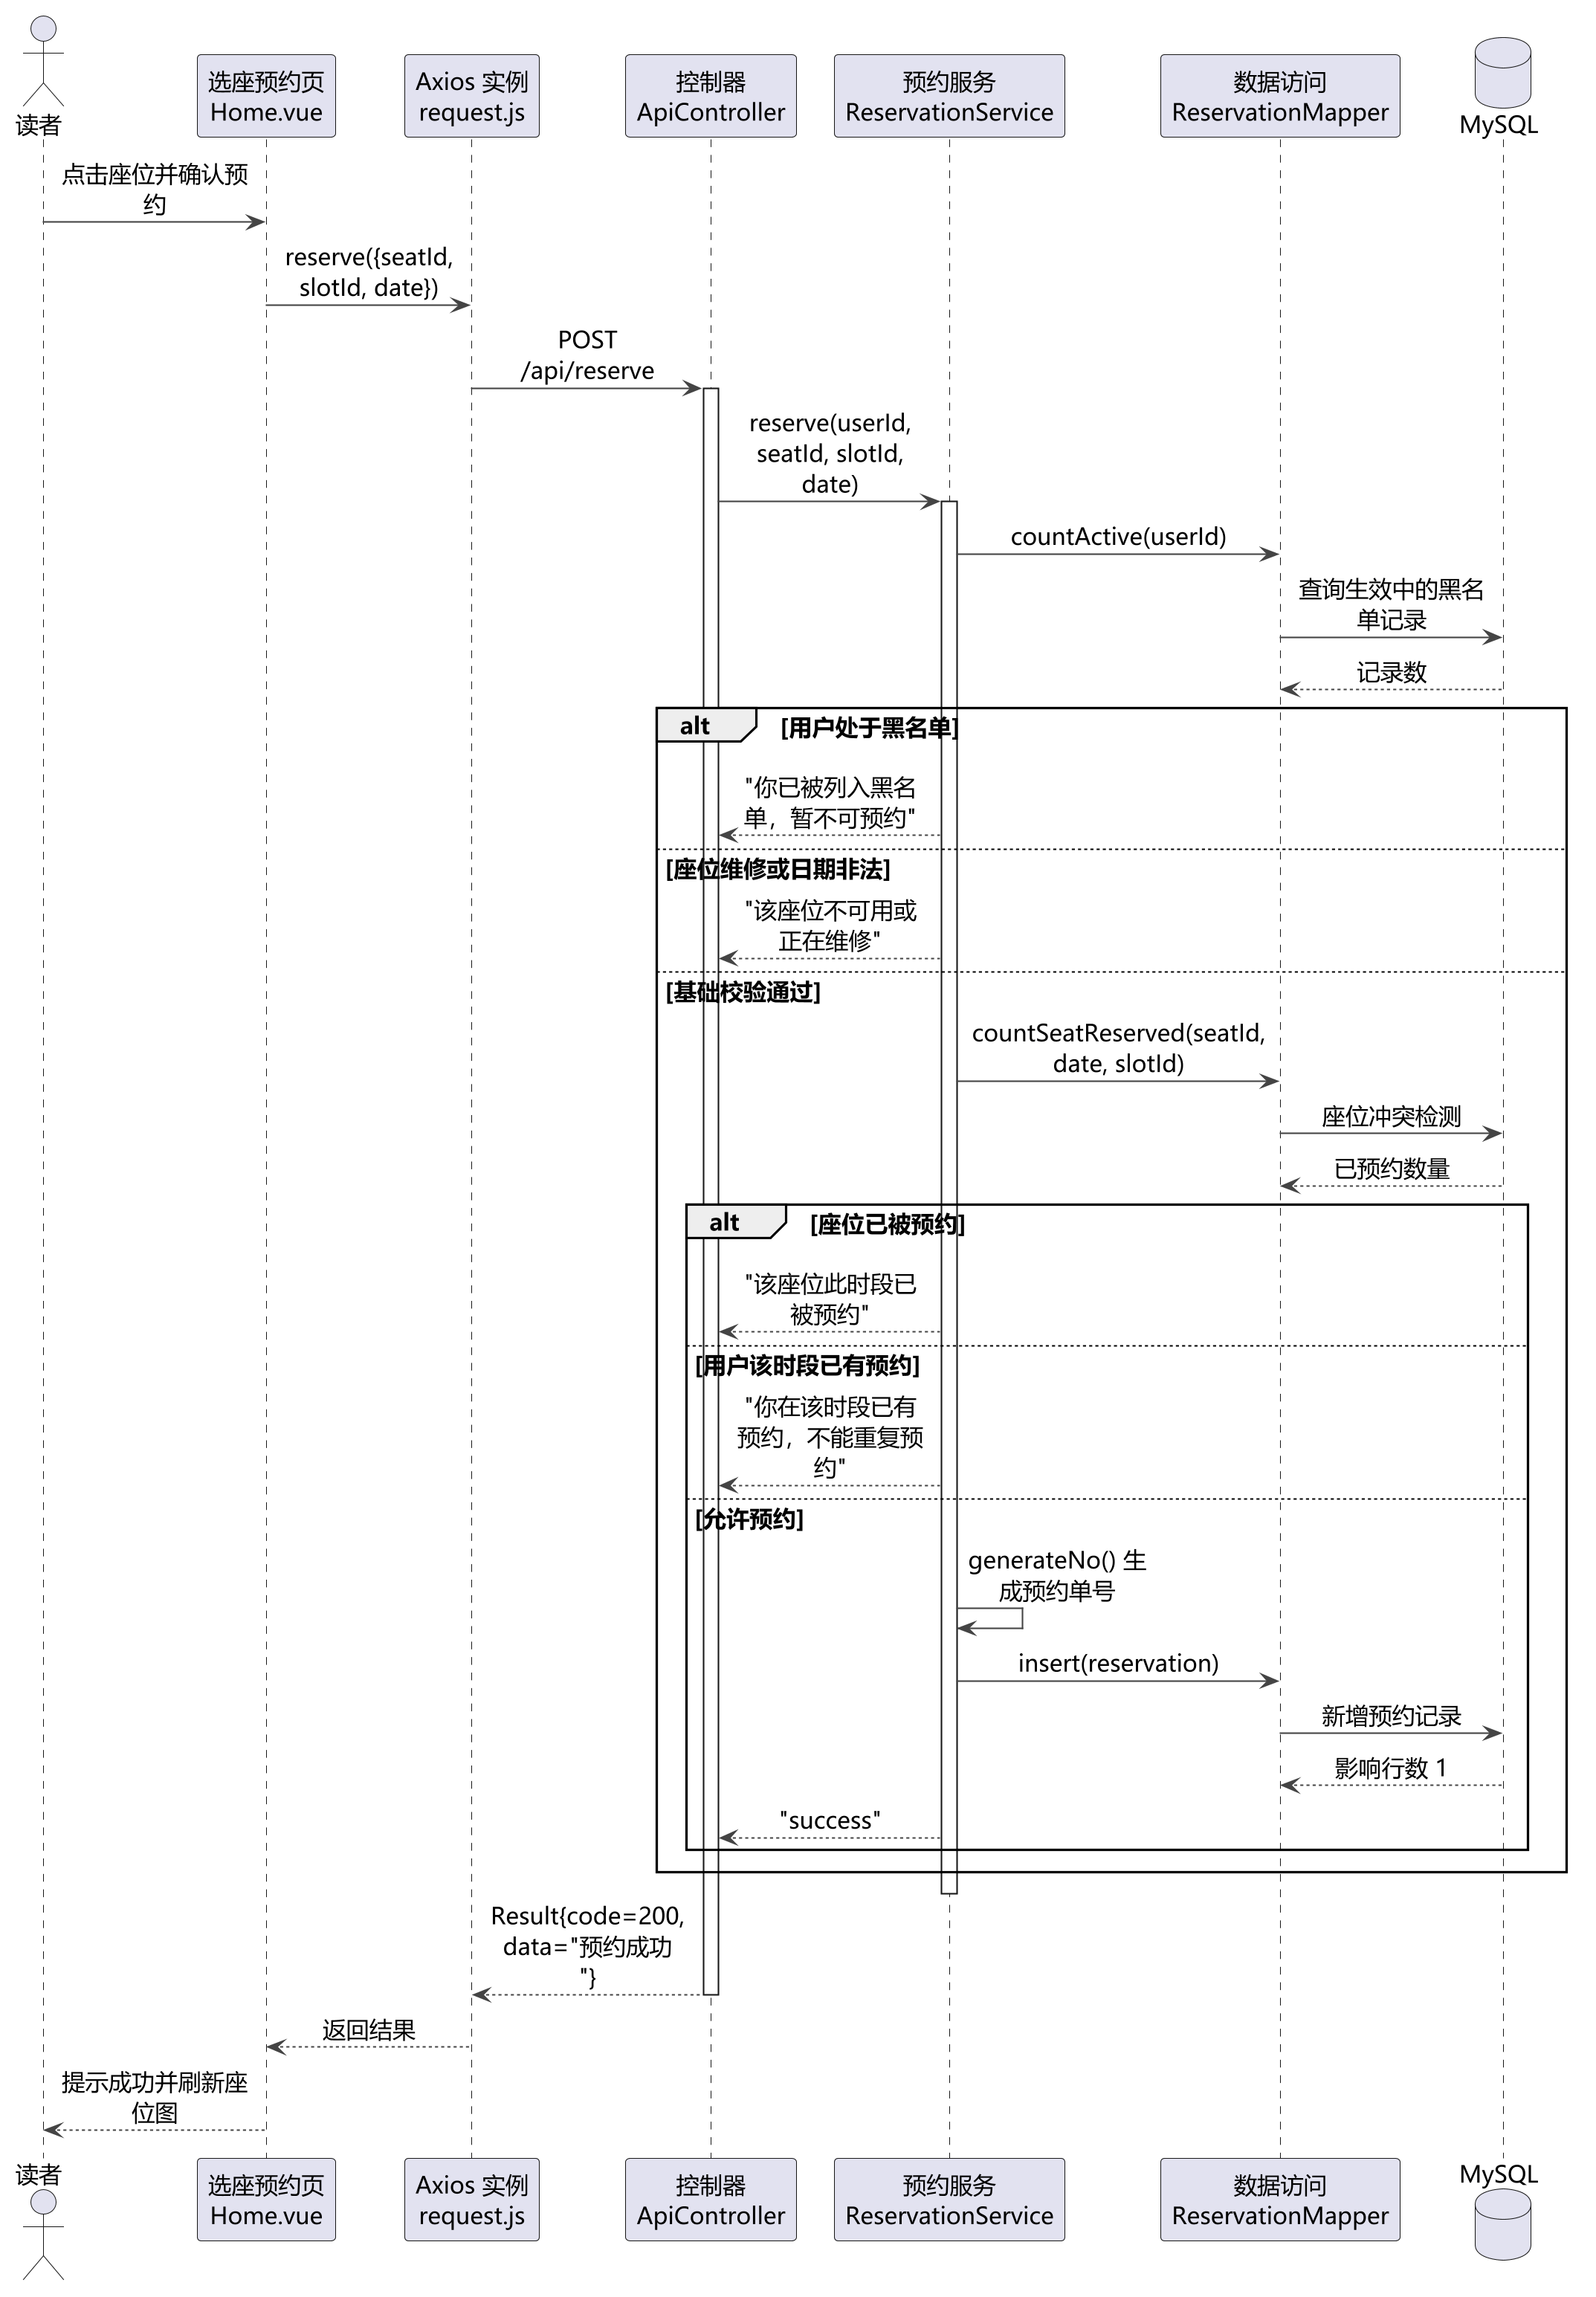 读者
选座预约页
Home.vue
Axios 实例
request.js
控制器
ApiController
预约服务
ReservationService
数据访问
ReservationMapper
MySQL
点击座位并确认预
约
reserve({seatId,
slotId, date})
POST
/api/reserve
reserve(userId,
seatId, slotId,
date)
countActive(userId)
查询生效中的黑名
单记录
记录数
alt [用户处于黑名单]
"你已被列入黑名
单，暂不可预约"
[座位维修或日期非法]
"该座位不可用或
正在维修"
[基础校验通过]
countSeatReserved(seatId,
date, slotId)
座位冲突检测
已预约数量
alt [座位已被预约]
"该座位此时段已
被预约"
[用户该时段已有预约]
"你在该时段已有
预约，不能重复预
约"
[允许预约]
generateNo() 生
成预约单号
insert(reservation)
新增预约记录
影响行数 1
"success"
Result{code=200,
data="预约成功
"}
返回结果
提示成功并刷新座
位图
读者
选座预约页
Home.vue
Axios 实例
request.js
控制器
ApiController
预约服务
ReservationService
数据访问
ReservationMapper
MySQL